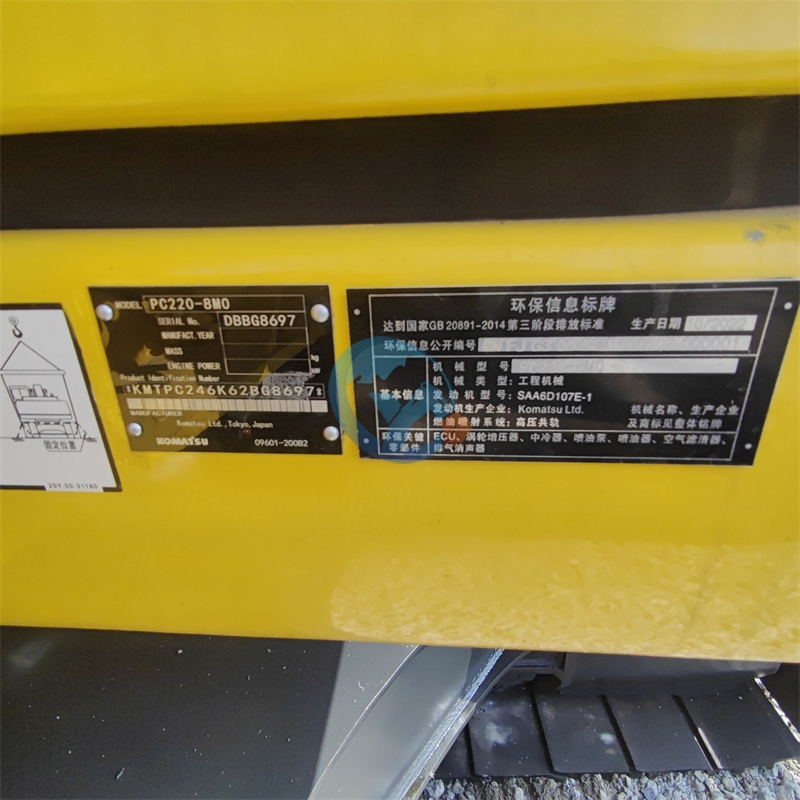 MODEL PC220-8M0
SERIAL No. DBBG8697
MANUFACT.YEAR
MASS kg
ENGINE POWER kW
Product Identification Number
*KMTPC246K62BG8697*
MANUFACTURER
Komatsu Ltd.,Tokyo,Japan
KOMATSU 09601-20082
固定位置
20Y-00-31180
环保信息标牌
达到国家GB 20891-2014第三阶段排放标准 生产日期 10/2022
环保信息公开编号 000001
基本信息
机械型号
机械类型：工程机械
发动机型号：SAA6D107E-1
发动机生产企业：Komatsu Ltd.
燃油喷射系统：高压共轨
机械名称、生产企业
及商标见整体铭牌
环保关键
零部件
ECU、涡轮增压器、中冷器、喷油泵、喷油器、空气滤清器、
排气消声器